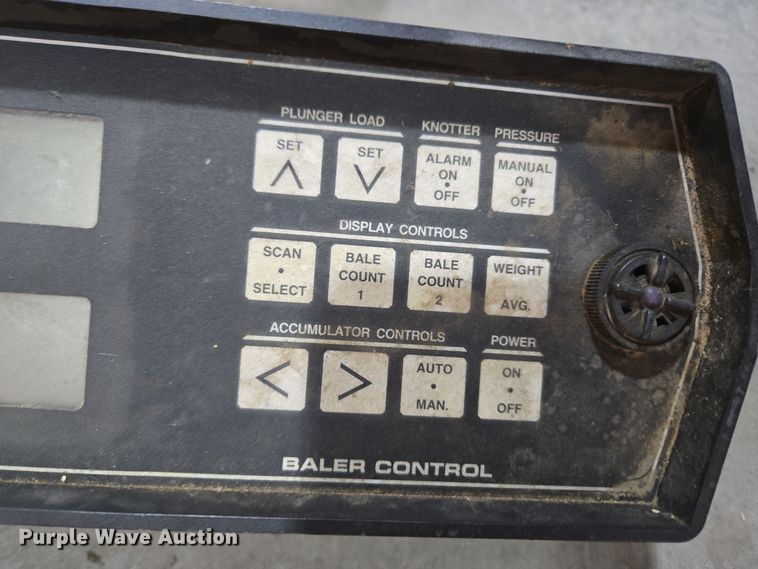 PLUNGER LOAD KNOTTER PRESSURE
SET SET ALARM ON OFF MANUAL ON OFF
DISPLAY CONTROLS
SCAN SELECT BALE COUNT 1 BALE COUNT 2 WEIGHT AVG.
ACCUMULATOR CONTROLS POWER
< > AUTO MAN. ON OFF
BALER CONTROL
Purple Wave Auction